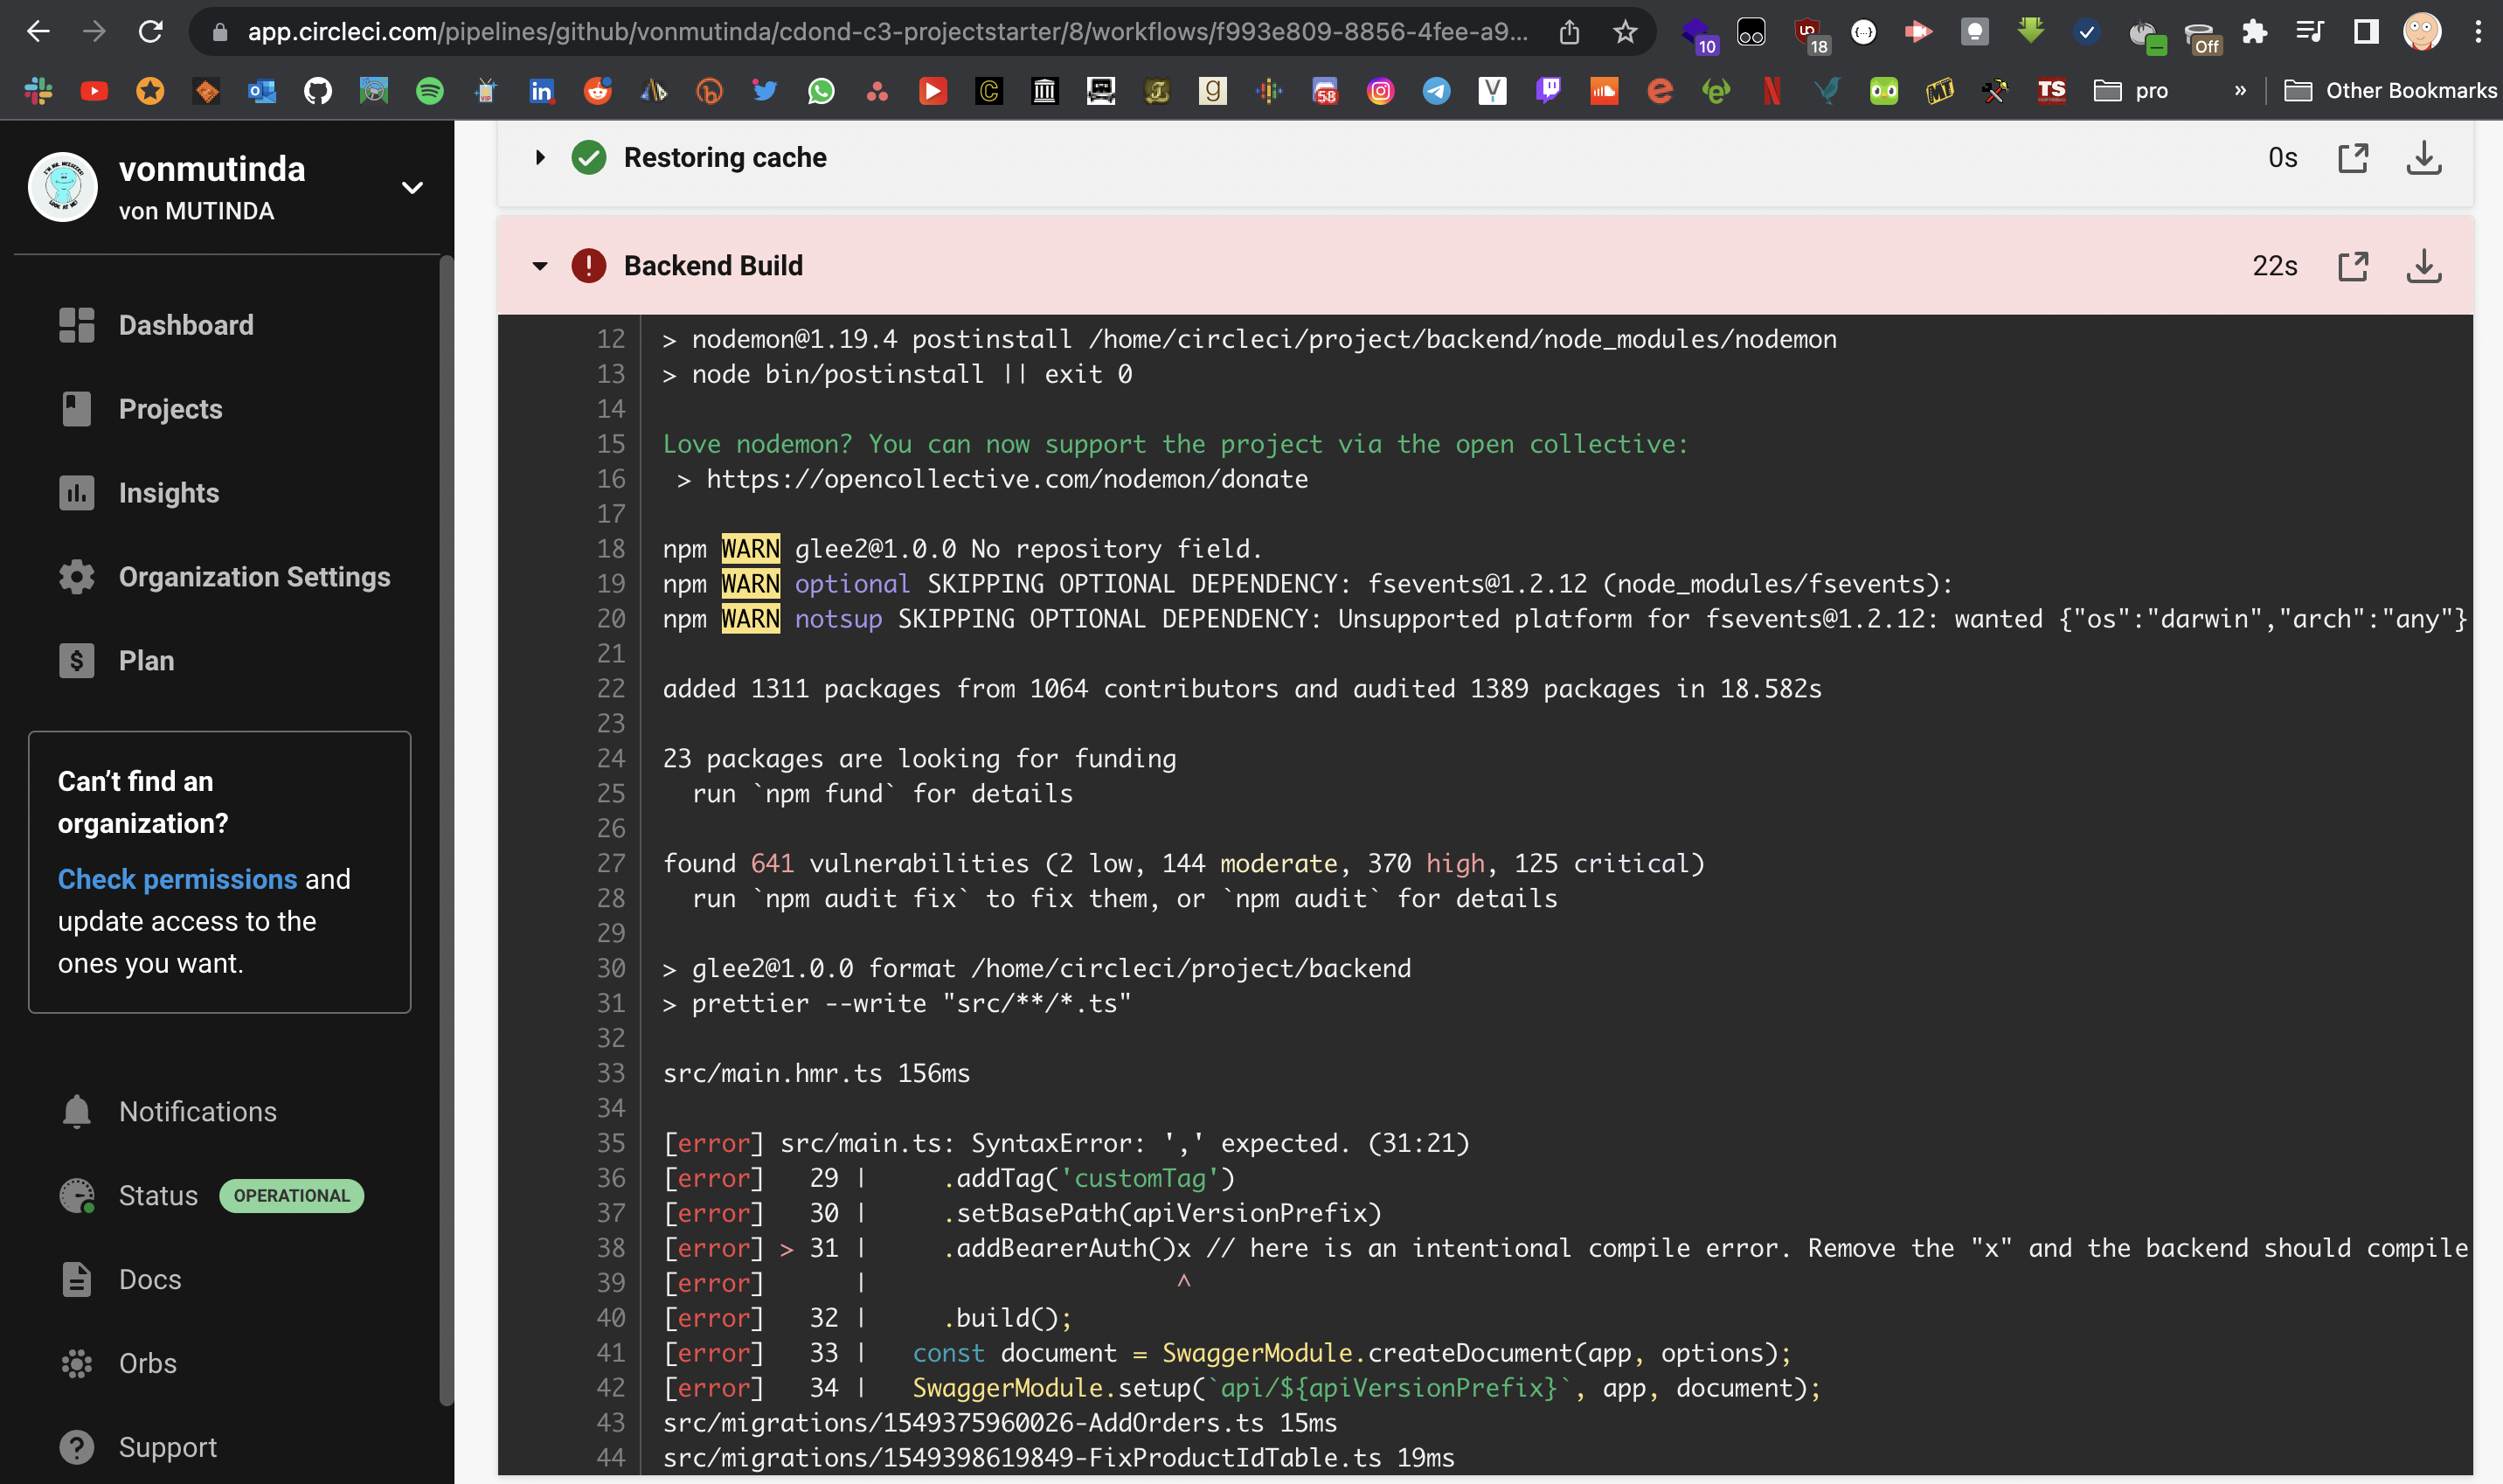 app.circleci.com/pipelines/github/vonmutinda/cdond-c3-projectstarter/8/workflows/f993e809-8856-4fee-a9...
10
18
Off
58
TS
pro
»
Other Bookmarks
vonmutinda
von MUTINDA
Dashboard
Projects
Insights
Organization Settings
Plan
Can’t find an
organization?
Check permissions and
update access to the
ones you want.
Notifications
Status OPERATIONAL
Docs
Orbs
Support
Restoring cache 0s
Backend Build 22s
12 > nodemon@1.19.4 postinstall /home/circleci/project/backend/node_modules/nodemon
13 > node bin/postinstall || exit 0
14
15 Love nodemon? You can now support the project via the open collective:
16  > https://opencollective.com/nodemon/donate
17
18 npm WARN glee2@1.0.0 No repository field.
19 npm WARN optional SKIPPING OPTIONAL DEPENDENCY: fsevents@1.2.12 (node_modules/fsevents):
20 npm WARN notsup SKIPPING OPTIONAL DEPENDENCY: Unsupported platform for fsevents@1.2.12: wanted {"os":"darwin","arch":"any"}
21
22 added 1311 packages from 1064 contributors and audited 1389 packages in 18.582s
23
24 23 packages are looking for funding
25   run `npm fund` for details
26
27 found 641 vulnerabilities (2 low, 144 moderate, 370 high, 125 critical)
28   run `npm audit fix` to fix them, or `npm audit` for details
29
30 > glee2@1.0.0 format /home/circleci/project/backend
31 > prettier --write "src/**/*.ts"
32
33 src/main.hmr.ts 156ms
34
35 [error] src/main.ts: SyntaxError: ',' expected. (31:21)
36 [error]   29 |     .addTag('customTag')
37 [error]   30 |     .setBasePath(apiVersionPrefix)
38 [error] > 31 |     .addBearerAuth()x // here is an intentional compile error. Remove the "x" and the backend should compile
39 [error]      |                     ^
40 [error]   32 |     .build();
41 [error]   33 |   const document = SwaggerModule.createDocument(app, options);
42 [error]   34 |   SwaggerModule.setup(`api/${apiVersionPrefix}`, app, document);
43 src/migrations/1549375960026-AddOrders.ts 15ms
44 src/migrations/1549398619849-FixProductIdTable.ts 19ms